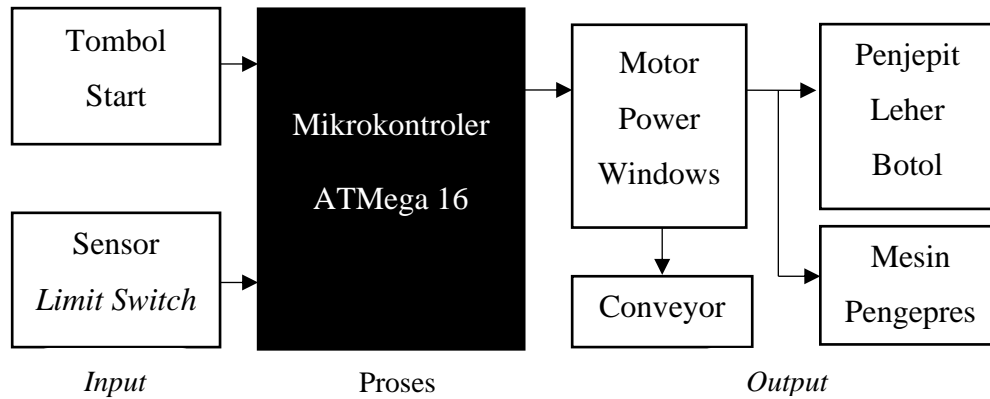 Tombol
Start
Sensor
Limit Switch
Mikrokontroler
ATMega 16
Motor
Power
Windows
Conveyor
Penjepit
Leher
Botol
Mesin
Pengepres
Input
Proses
Output